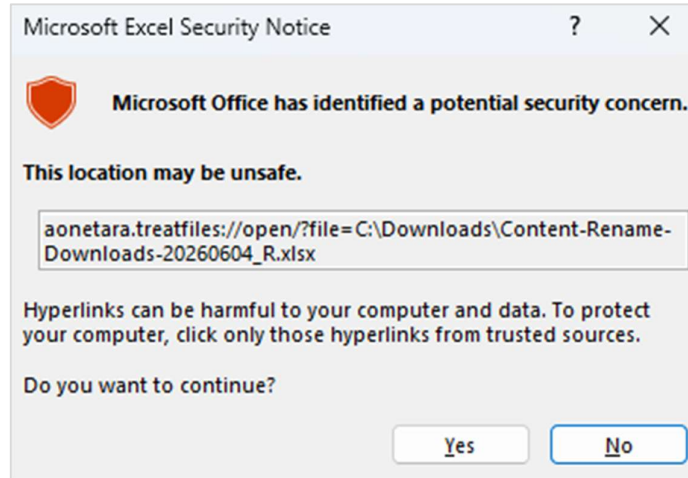 Microsoft Excel Security Notice ? ×
Microsoft Office has identified a potential security concern.
This location may be unsafe.
aonetara.treatfiles://open/?file=C:\Downloads\Content-Rename-
Downloads-20260604_R.xlsx
Hyperlinks can be harmful to your computer and data. To protect
your computer, click only those hyperlinks from trusted sources.
Do you want to continue?
Yes No